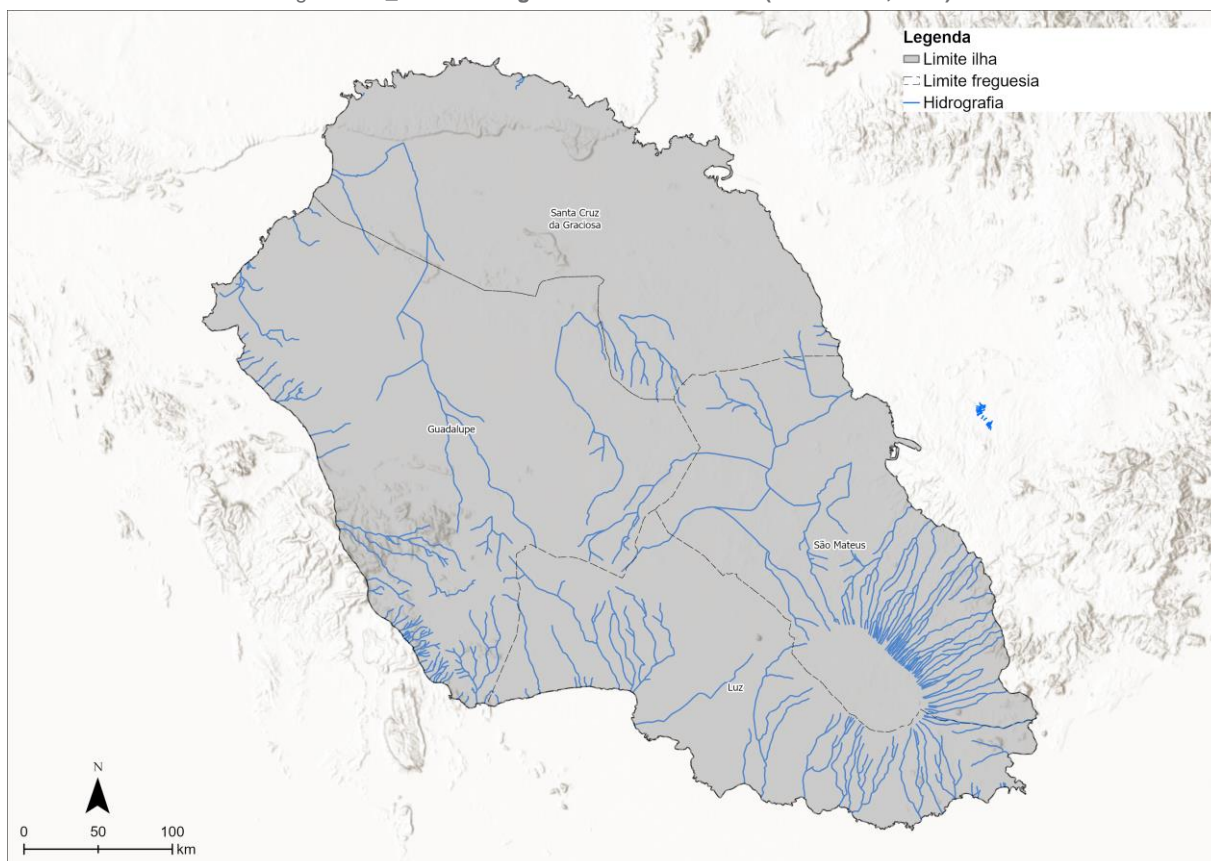 Legenda
Limite ilha
Limite freguesia
Hidrografia
Santa Cruz
da Graciosa
Guadalupe
São Mateus
Luz
N
0 50 100
km